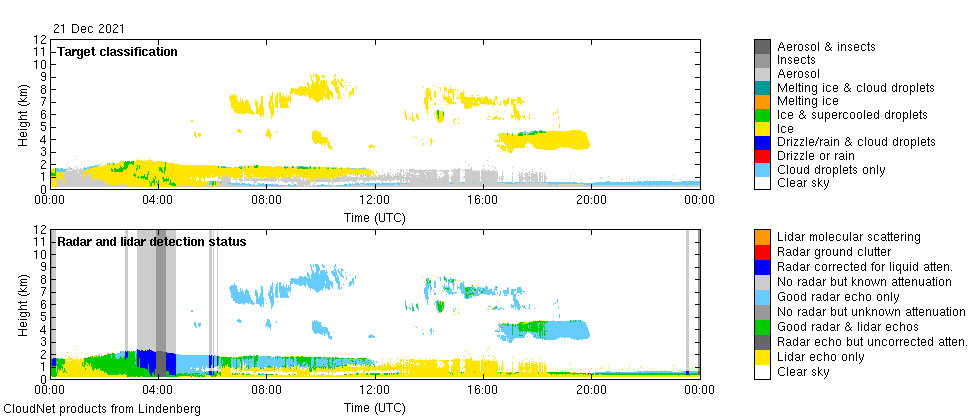 21 Dec 2021
Target classification
Height (km)
12
11
10
9
8
7
6
5
4
3
2
1
0
00:00 04:00 08:00 12:00 16:00 20:00 00:00
Time (UTC)
Aerosol & insects
Insects
Aerosol
Melting ice & cloud droplets
Melting ice
Ice & supercooled droplets
Ice
Drizzle/rain & cloud droplets
Drizzle or rain
Cloud droplets only
Clear sky
Radar and lidar detection status
Height (km)
12
11
10
9
8
7
6
5
4
3
2
1
0
00:00 04:00 08:00 12:00 16:00 20:00 00:00
Time (UTC)
Lidar molecular scattering
Radar ground clutter
Radar corrected for liquid atten.
No radar but known attenuation
Good radar echo only
No radar but unknown attenuation
Good radar & lidar echos
Radar echo but uncorrected atten.
Lidar echo only
Clear sky
CloudNet products from Lindenberg